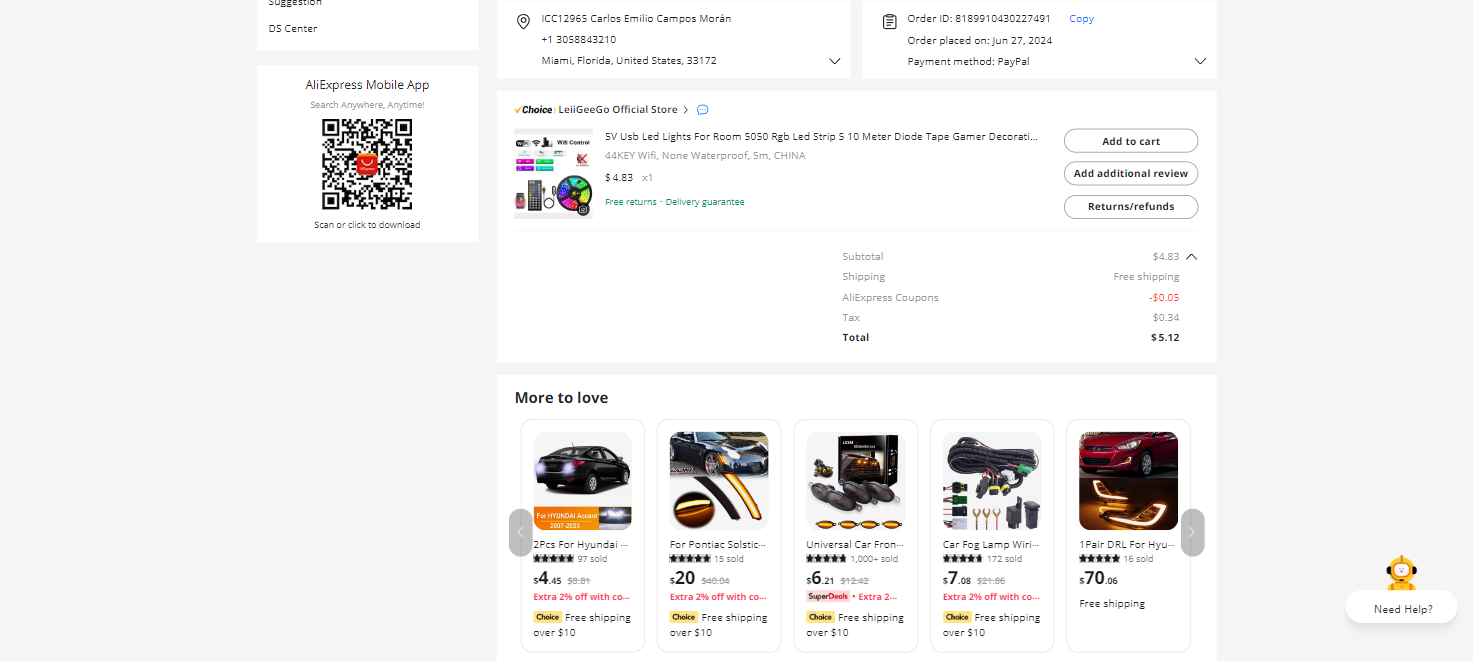 Suggestion
DS Center
AliExpress Mobile App
Search Anywhere, Anytime!
Scan or click to download
ICC12965 Carlos Emilio Campos Morán
+1 3058843210
Miami, Florida, United States, 33172
Order ID: 8189910430227491 Copy
Order placed on: Jun 27, 2024
Payment method: PayPal
Choice LeiiGeeGo Official Store
Wifi Control
5V Usb Led Lights For Room 5050 Rgb Led Strip 5 10 Meter Diode Tape Gamer Decorati...
44KEY Wifi, None Waterproof, 5m, CHINA
$ 4.83 x1
Free returns · Delivery guarantee
Add to cart
Add additional review
Returns/refunds
Subtotal $4.83
Shipping Free shipping
AliExpress Coupons -$0.05
Tax $0.34
Total $5.12
More to love
For HYUNDAI Accent
2007-2023
2Pcs For Hyundai ...
97 sold
$4.45 $8.81
Extra 2% off with co...
Choice Free shipping
over $10
For Pontiac Solstic...
15 sold
$20 $40.04
Extra 2% off with co...
Choice Free shipping
over $10
Universal Car Fron...
1,000+ sold
$6.21 $12.42
SuperDeals • Extra 2...
Choice Free shipping
over $10
Car Fog Lamp Wiri...
172 sold
$7.08 $21.86
Extra 2% off with co...
Choice Free shipping
over $10
1Pair DRL For Hyu...
16 sold
$70.06
Free shipping
Need Help?